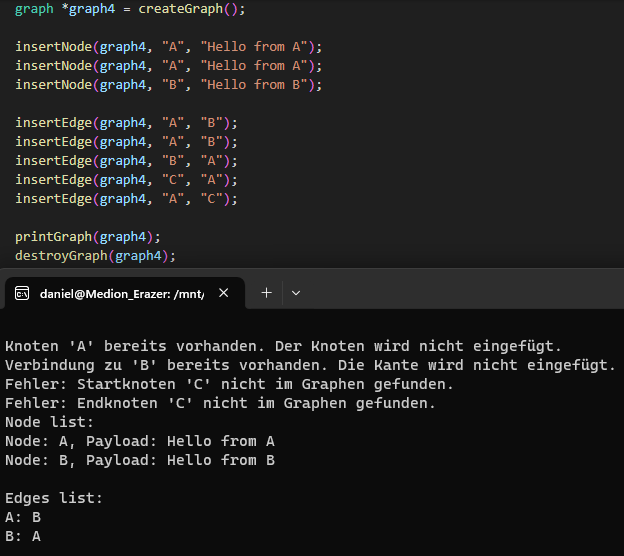 graph *graph4 = createGraph();
insertNode(graph4, "A", "Hello from A");
insertNode(graph4, "A", "Hello from A");
insertNode(graph4, "B", "Hello from B");
insertEdge(graph4, "A", "B");
insertEdge(graph4, "A", "B");
insertEdge(graph4, "B", "A");
insertEdge(graph4, "C", "A");
insertEdge(graph4, "A", "C");
printGraph(graph4);
destroyGraph(graph4);
daniel@Medion_Erazer: /mnt/
Knoten 'A' bereits vorhanden. Der Knoten wird nicht eingefügt.
Verbindung zu 'B' bereits vorhanden. Die Kante wird nicht eingefügt.
Fehler: Startknoten 'C' nicht im Graphen gefunden.
Fehler: Endknoten 'C' nicht im Graphen gefunden.
Node list:
Node: A, Payload: Hello from A
Node: B, Payload: Hello from B
Edges list:
A: B
B: A